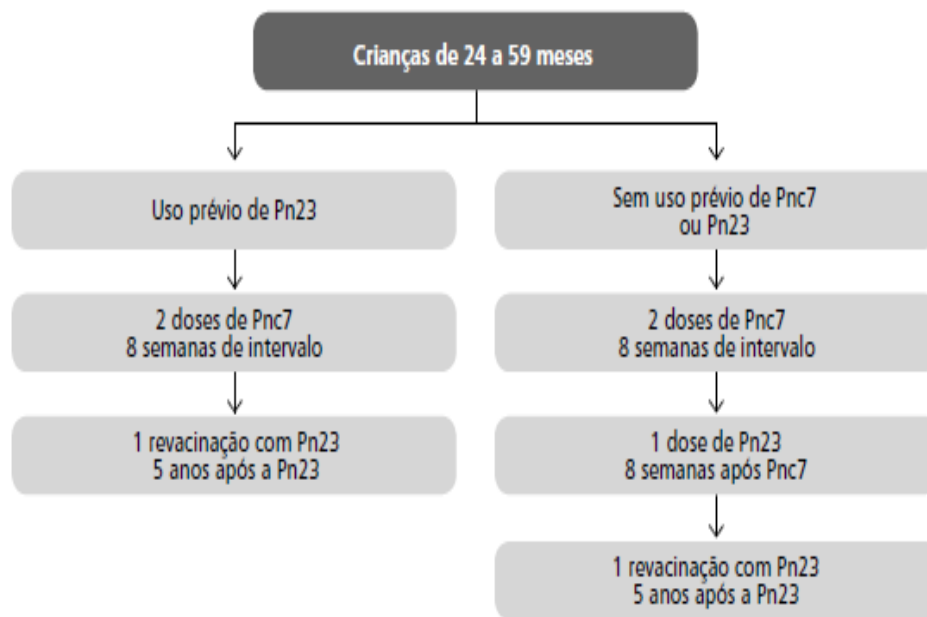 Crianças de 24 a 59 meses
Uso prévio de Pn23
2 doses de Pnc7
8 semanas de intervalo
1 revacinação com Pn23
5 anos após a Pn23
Sem uso prévio de Pnc7
ou Pn23
2 doses de Pnc7
8 semanas de intervalo
1 dose de Pn23
8 semanas após Pnc7
1 revacinação com Pn23
5 anos após a Pn23